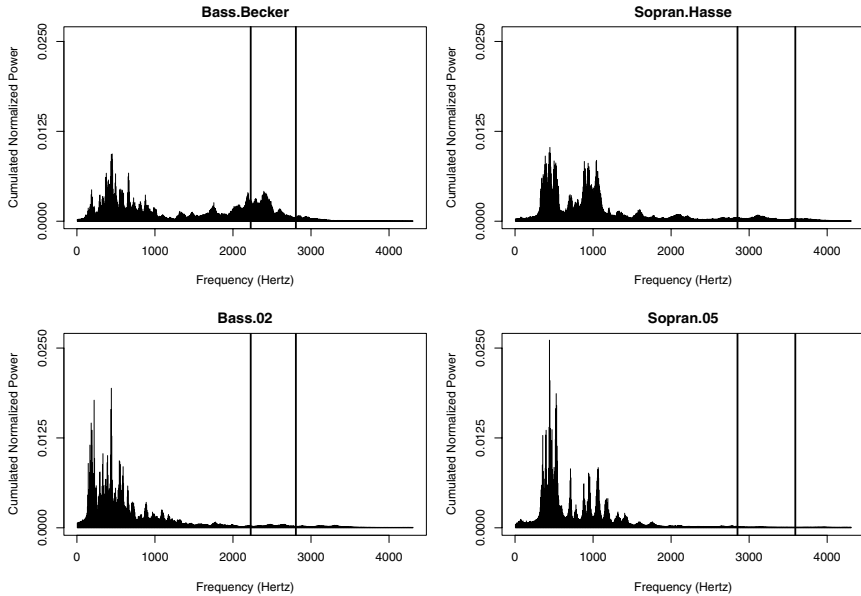 Bass.Becker
Cumulated Normalized Power
0.0250
0.0125
0.0000
0 1000 2000 3000 4000
Frequency (Hertz)
Sopran.Hasse
Cumulated Normalized Power
0.0250
0.0125
0.0000
0 1000 2000 3000 4000
Frequency (Hertz)
Bass.02
Cumulated Normalized Power
0.0250
0.0125
0.0000
0 1000 2000 3000 4000
Frequency (Hertz)
Sopran.05
Cumulated Normalized Power
0.0250
0.0125
0.0000
0 1000 2000 3000 4000
Frequency (Hertz)